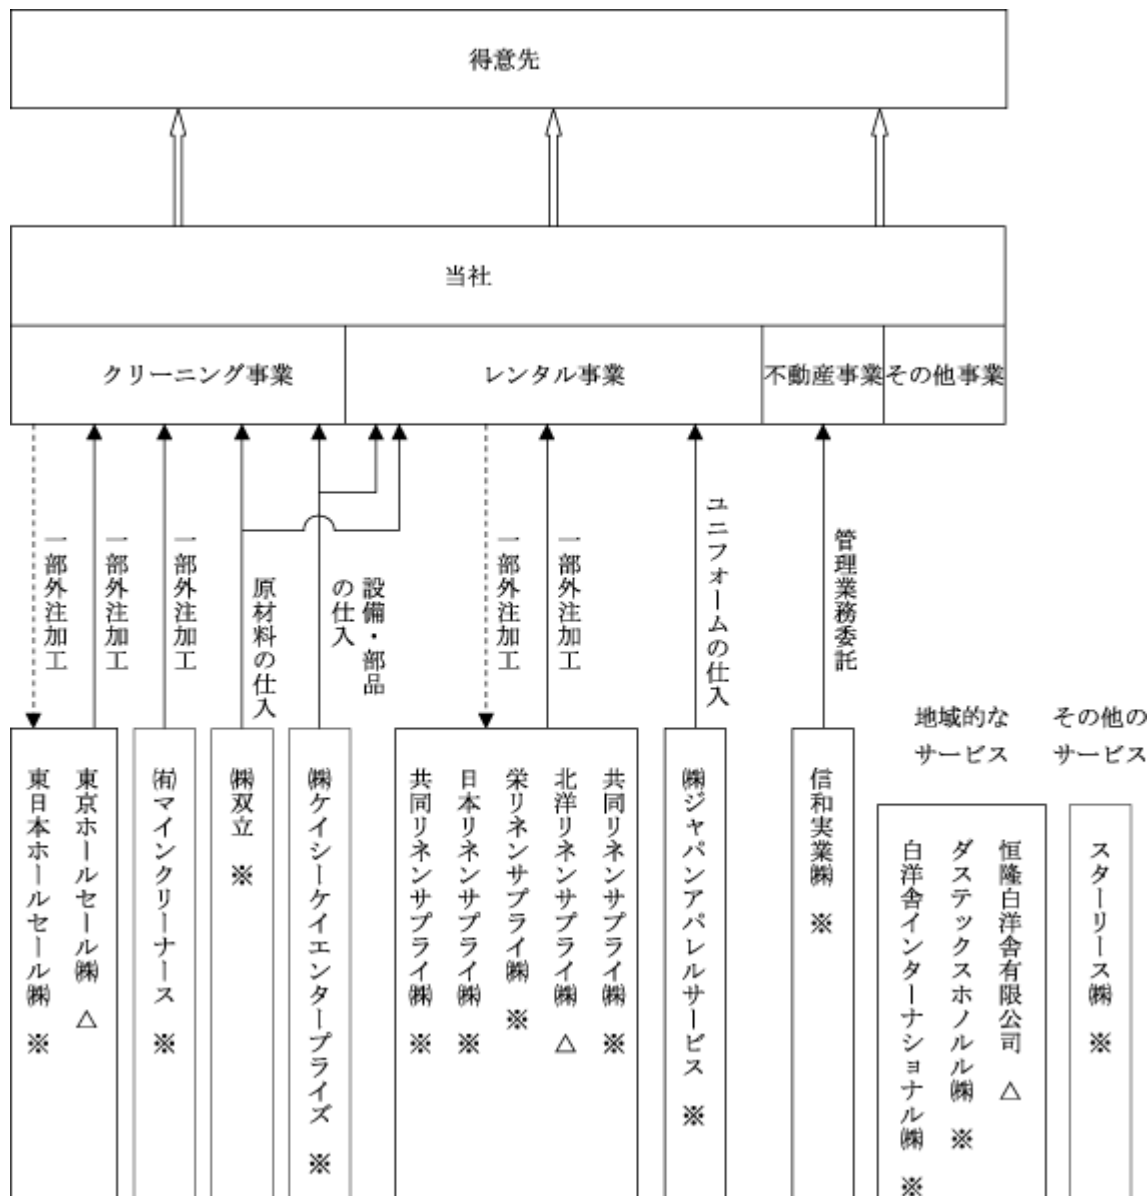 得意先
当社
クリーニング事業
レンタル事業
不動産事業
その他事業
一部外注加工
一部外注加工
一部外注加工
原材料の仕入
設備・部品
の仕入
一部外注加工
一部外注加工
ユニフォームの仕入
管理業務委託
地域的な
サービス
その他の
サービス
東京ホールセール㈱ △
東日本ホールセール㈱ ※
㈲マインクリーナース ※
㈱双立 ※
㈱ケイシーケイエンタープライズ ※
共同リネンサプライ㈱ ※
北洋リネンサプライ㈱ △
栄リネンサプライ㈱ ※
日本リネンサプライ㈱ ※
共同リネンサプライ㈱ ※
㈱ジャパンアパレルサービス ※
信和実業㈱ ※
恒隆白洋舎有限公司 △
ダステックスホノルル㈱ ※
白洋舎インターナショナル㈱ ※
スターリース㈱ ※